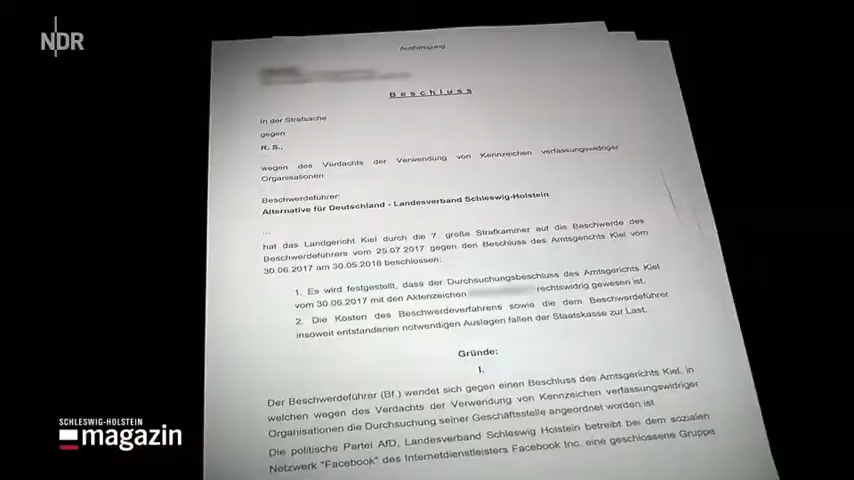 NDR
Ausfertigung
Beschluss
In der Strafsache
gegen
R. S.,
wegen des Verdachts der Verwendung von Kennzeichen verfassungswidriger
Organisationen
Beschwerdeführer:
Alternative für Deutschland - Landesverband Schleswig-Holstein
...
hat das Landgericht Kiel durch die 7. große Strafkammer auf die Beschwerde des
Beschwerdeführers vom 25.07.2017 gegen den Beschluss des Amtsgerichts Kiel vom
30.06.2017 am 30.05.2018 beschlossen:
1. Es wird festgestellt, dass der Durchsuchungsbeschluss des Amtsgerichts Kiel
vom 30.06.2017 mit den Aktenzeichen rechtswidrig gewesen ist.
2. Die Kosten des Beschwerdeverfahrens sowie die dem Beschwerdeführer
insoweit entstandenen notwendigen Auslagen fallen der Staatskasse zur Last.
Gründe:
I.
Der Beschwerdeführer (Bf.) wendet sich gegen einen Beschluss des Amtsgerichts Kiel, in
welchen wegen des Verdachts der Verwendung von Kennzeichen verfassungswidriger
Organisationen die Durchsuchung seiner Geschäftsstelle angeordnet worden ist
Die politische Partei AfD, Landesverband Schleswig Holstein betreibt bei dem sozialen
Netzwerk "Facebook" des Internetdienstleisters Facebook Inc. eine geschlossene Gruppe
SCHLESWIG-HOLSTEIN
magazin